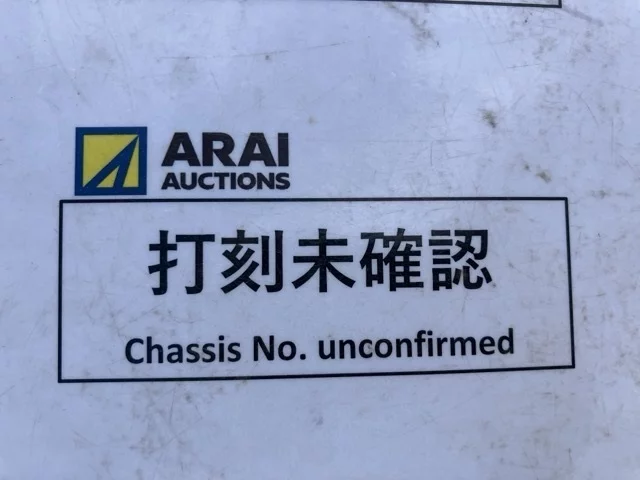 ARAI
AUCTIONS
打刻未確認
Chassis No. unconfirmed